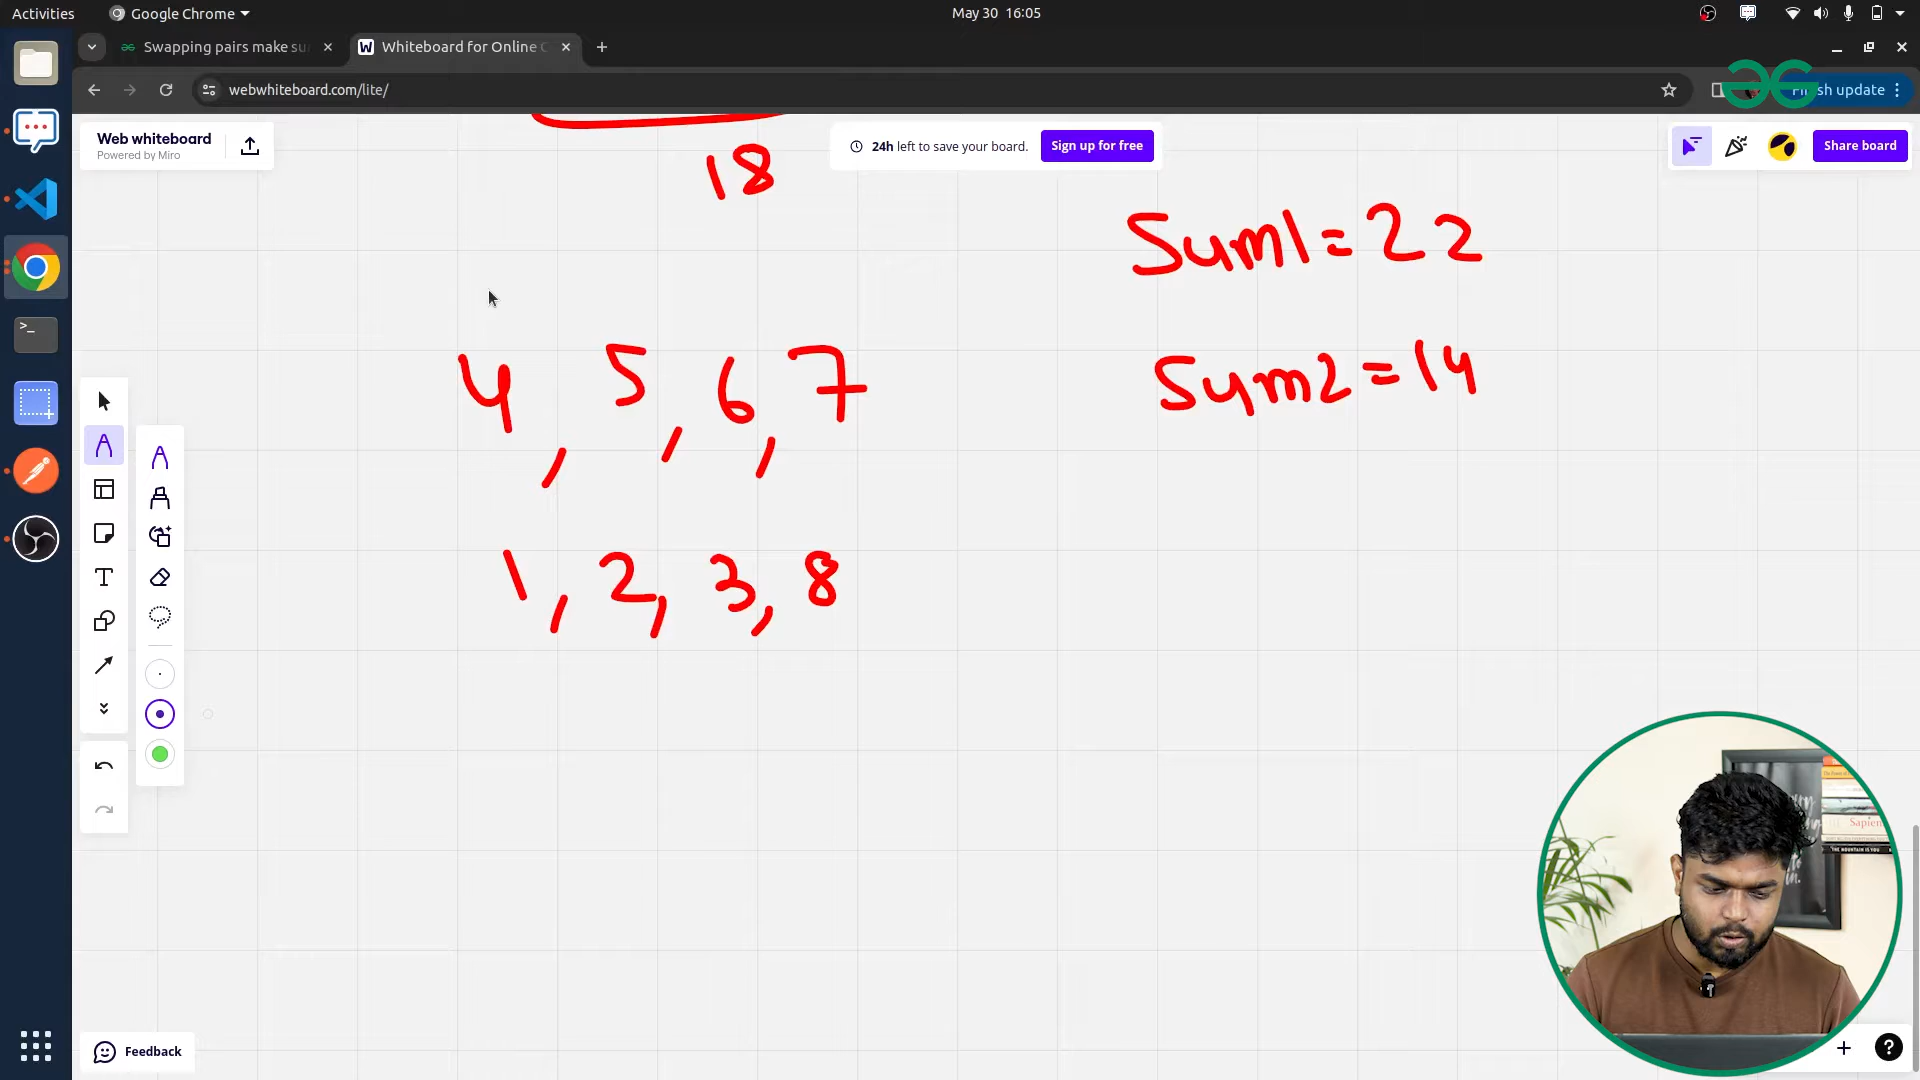 Activities
Google Chrome
May 30 16:05
Swapping pairs make su
Whiteboard for Online C
webwhiteboard.com/lite/
sh update
Web whiteboard
Powered by Miro
24h left to save your board.
Sign up for free
Share board
18
Sum1=22
4, 5, 6, 7
Sum2=14
1, 2, 3, 8
Sapien
Feedback